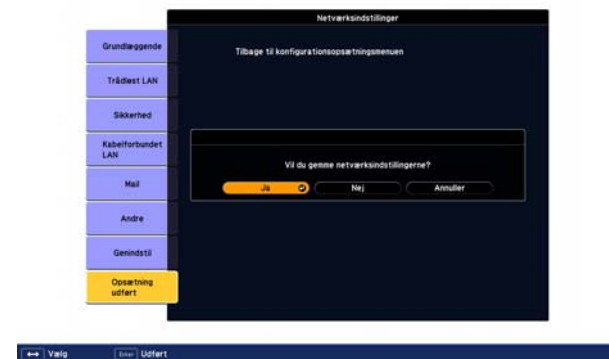 Netværksindstillinger
Grundlæggende
Trådløst LAN
Sikkerhed
Kabelforbundet
LAN
Mail
Andre
Genindstil
Opsætning
udført
Tilbage til konfigurationsopsætningsmenuen
Vil du gemme netværksindstillingerne?
Ja Nej Annuller
Vælg Enter Udført